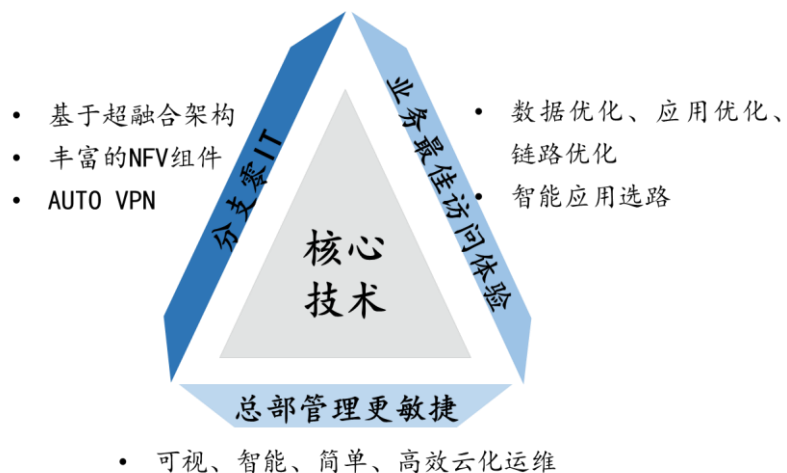 • 基于超融合架构
• 丰富的NFV组件
• AUTO VPN
分支零IT
业务最佳访问体验
• 数据优化、应用优化、
链路优化
• 智能应用选路
核心
技术
总部管理更敏捷
• 可视、智能、简单、高效云化运维